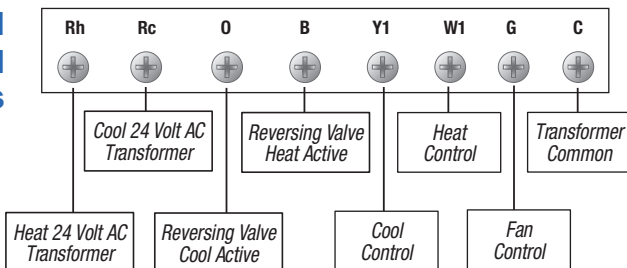 Rh Rc O B Y1 W1 G C
Cool 24 Volt AC
Transformer
Reversing Valve
Heat Active
Heat
Control
Transformer
Common
Heat 24 Volt AC
Transformer
Reversing Valve
Cool Active
Cool
Control
Fan
Control